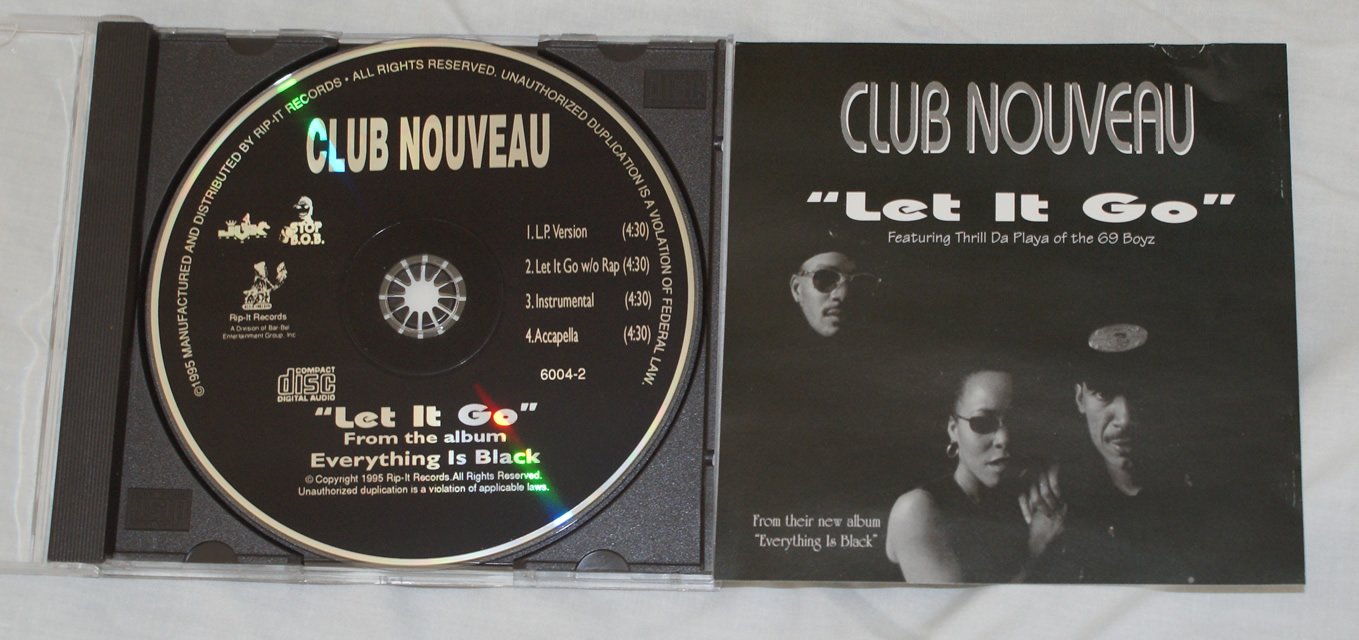 ©1995 MANUFACTURED AND DISTRIBUTED BY RIP-IT RECORDS • ALL RIGHTS RESERVED. UNAUTHORIZED DUPLICATION IS A VIOLATION OF FEDERAL LAW.
CLUB NOUVEAU
STOP
B.O.B.
1. L.P. Version (4:30)
2. Let It Go w/o Rap (4:30)
3. Instrumental (4:30)
4. Accapella (4:30)
6004-2
Rip-It Records
A Division of Bar-Bel
Entertainment Group, Inc
COMPACT
disc
DIGITAL AUDIO
"Let It Go"
From the album
Everything Is Black
© Copyright 1995 Rip-It Records. All Rights Reserved.
Unauthorized duplication is a violation of applicable laws.
CLUB NOUVEAU
"Let It Go"
Featuring Thrill Da Playa of the 69 Boyz
From their new album
"Everything Is Black"